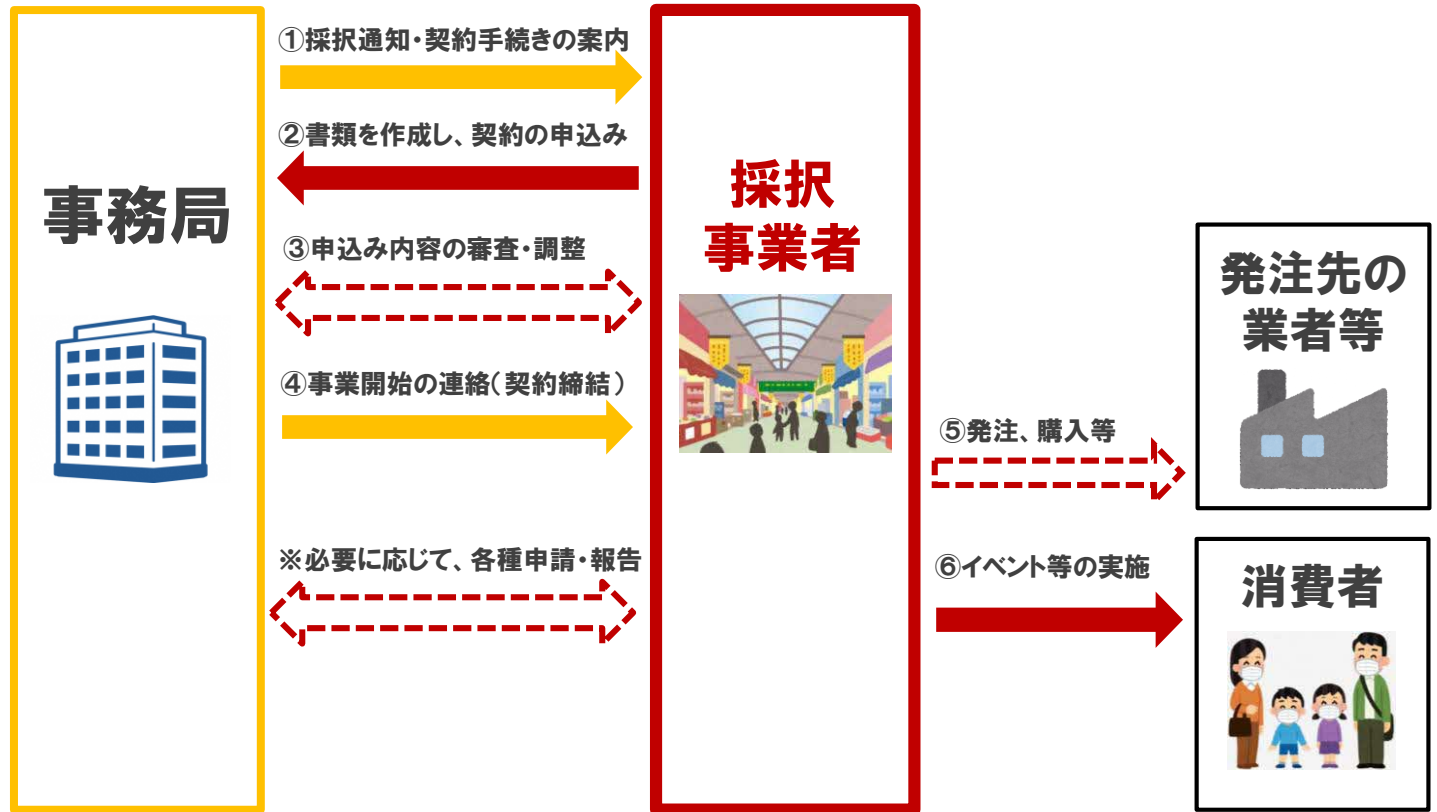 事務局
①採択通知・契約手続きの案内
②書類を作成し、契約の申込み
③申込み内容の審査・調整
④事業開始の連絡（契約締結）
※必要に応じて、各種申請・報告
採択
事業者
⑤発注、購入等
⑥イベント等の実施
発注先の
業者等
消費者